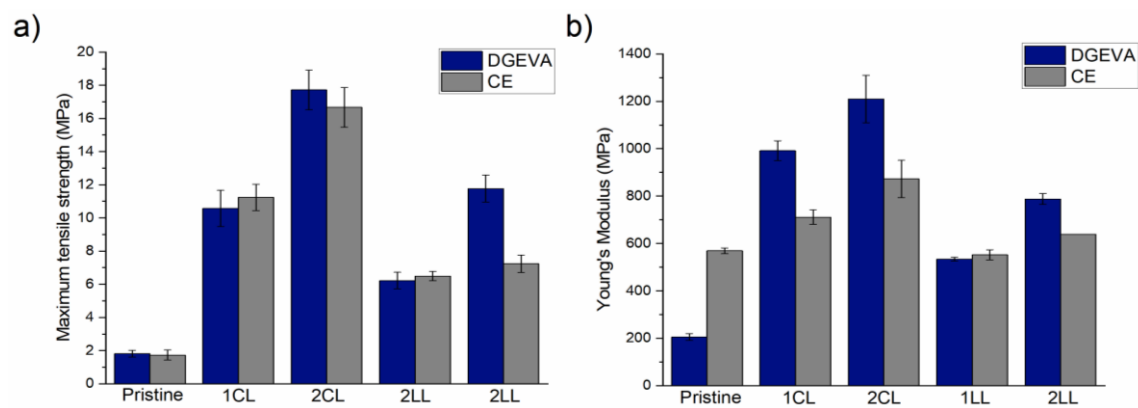 a)
Maximum tensile strength (MPa)
20
18
16
14
12
10
8
6
4
2
0
DGEVA
CE
Pristine 1CL 2CL 2LL 2LL
b)
Young's Modulus (MPa)
1400
1200
1000
800
600
400
200
0
DGEVA
CE
Pristine 1CL 2CL 1LL 2LL